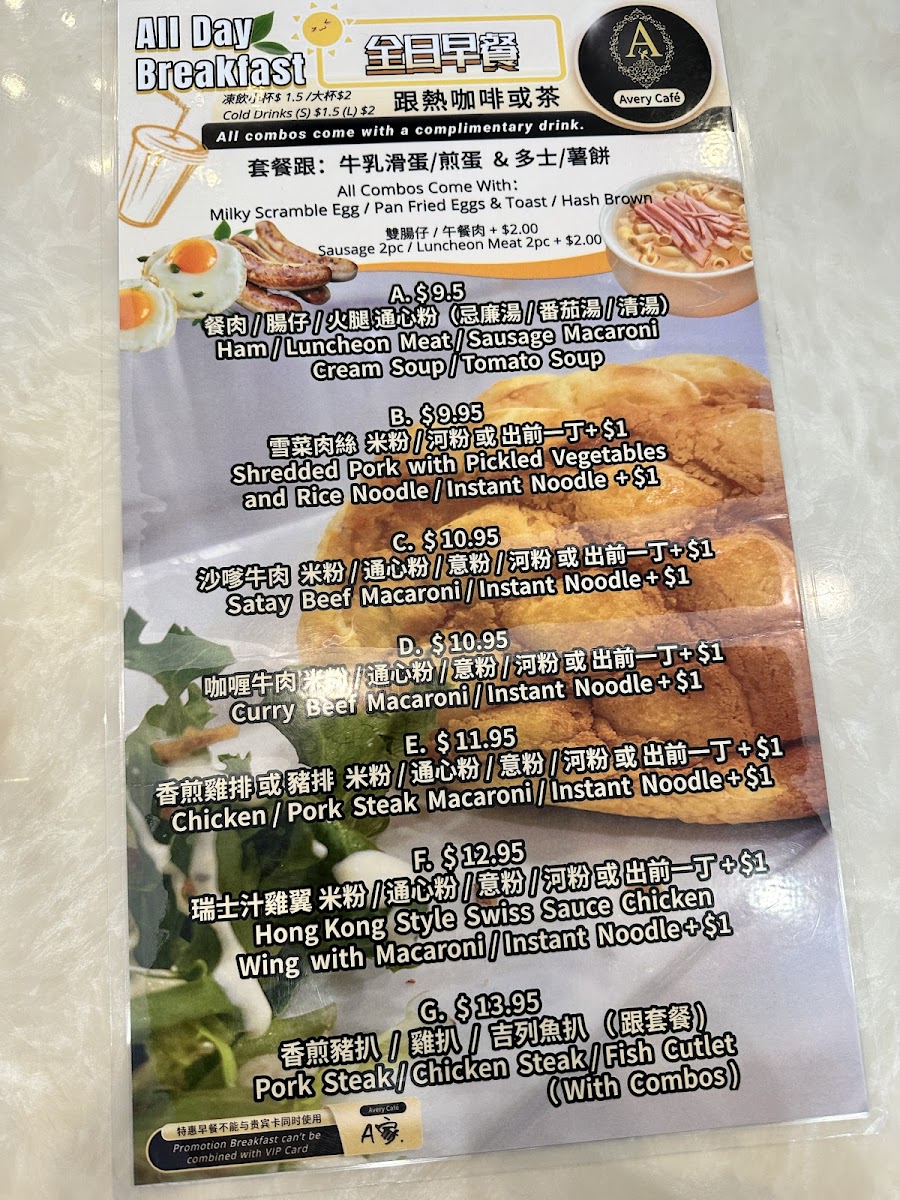 All Day
Breakfast
全日早餐
A
Avery Café
凍飲小杯$ 1.5 /大杯$2
Cold Drinks (S) $1.5 (L) $2
跟熱咖啡或茶
All combos come with a complimentary drink.
套餐跟：牛乳滑蛋/煎蛋 & 多士/薯餅
All Combos Come With:
Milky Scramble Egg / Pan Fried Eggs & Toast / Hash Brown
雙腸仔 / 午餐肉 + $2.00
Sausage 2pc / Luncheon Meat 2pc + $2.00
A. $9.5
餐肉 / 腸仔 / 火腿 通心粉（忌廉湯 / 番茄湯 / 清湯）
Ham / Luncheon Meat / Sausage Macaroni
Cream Soup / Tomato Soup
B. $9.95
雪菜肉絲 米粉 / 河粉 或 出前一丁+ $1
Shredded Pork with Pickled Vegetables
and Rice Noodle / Instant Noodle +$1
C. $10.95
沙嗲牛肉 米粉 / 通心粉 / 意粉 / 河粉 或 出前一丁+ $1
Satay Beef Macaroni / Instant Noodle + $1
D. $10.95
咖喱牛肉 米粉 / 通心粉 / 意粉 / 河粉 或 出前一丁+ $1
Curry Beef Macaroni / Instant Noodle + $1
E. $11.95
香煎雞排 或 豬排 米粉 / 通心粉 / 意粉 / 河粉 或 出前一丁 + $1
Chicken / Pork Steak Macaroni / Instant Noodle + $1
F. $12.95
瑞士汁雞翼 米粉 / 通心粉 / 意粉 / 河粉 或 出前一丁 + $1
Hong Kong Style Swiss Sauce Chicken
Wing with Macaroni / Instant Noodle + $1
G. $13.95
香煎豬扒 / 雞扒 / 吉列魚扒 （跟套餐）
Pork Steak / Chicken Steak / Fish Cutlet
(With Combos)
特惠早餐不能与贵宾卡同时使用
Promotion Breakfast can't be
combined with VIP Card
Avery Café
A家.